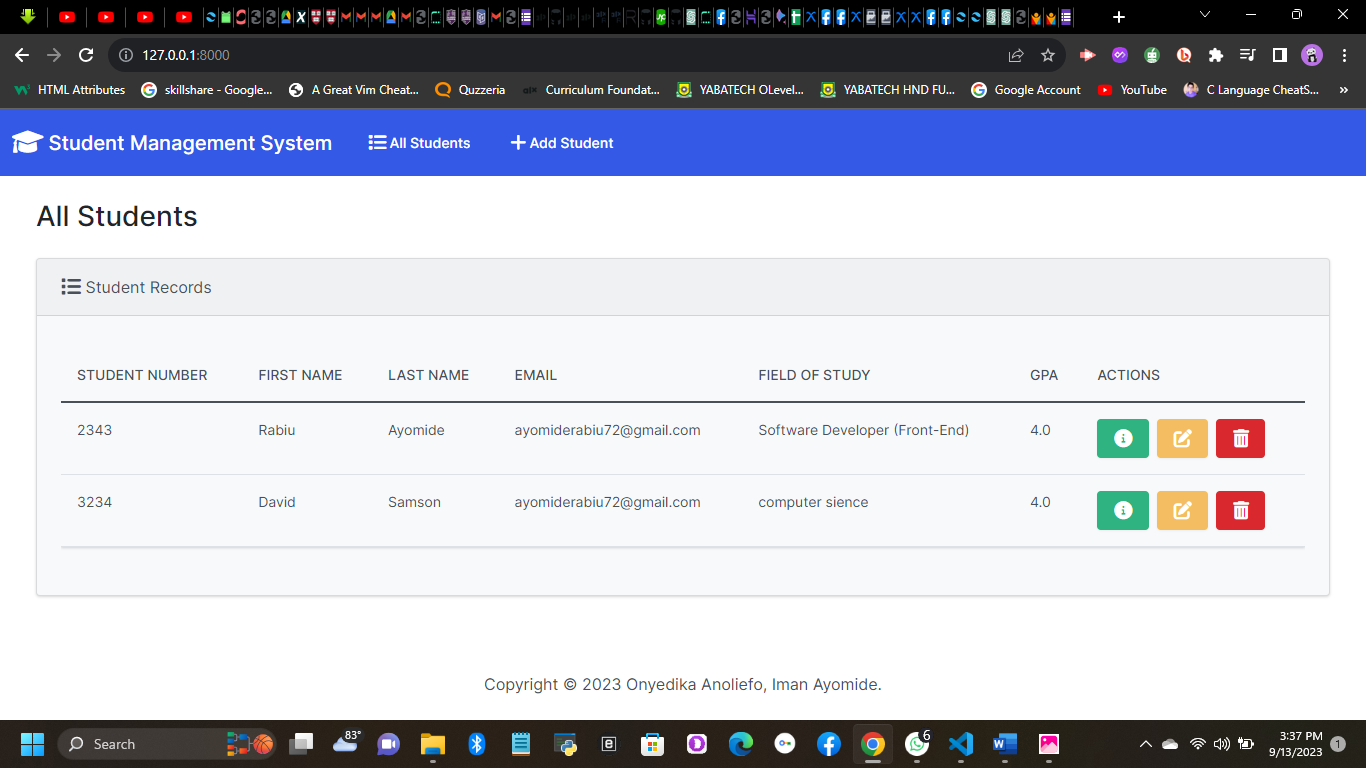 127.0.0.1:8000
HTML Attributes
skillshare - Google...
A Great Vim Cheat...
Quzzeria
Curriculum Foundat...
YABATECH OLevel...
YABATECH HND FU...
Google Account
YouTube
C Language CheatS...
»
Student Management System
All Students
Add Student
All Students
Student Records
STUDENT NUMBER FIRST NAME LAST NAME EMAIL FIELD OF STUDY GPA ACTIONS
2343 Rabiu Ayomide ayomiderabiu72@gmail.com Software Developer (Front-End) 4.0
3234 David Samson ayomiderabiu72@gmail.com computer sience 4.0
Copyright © 2023 Onyedika Anoliefo, Iman Ayomide.
83°
Search
6
3:37 PM
9/13/2023
1